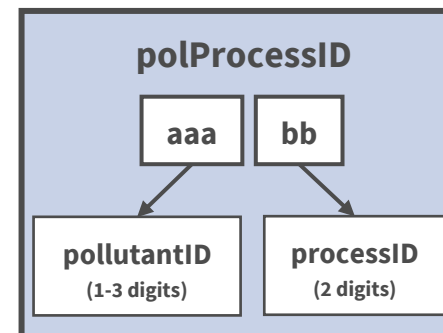 polProcessID
aaa bb
pollutantID processID
(1-3 digits) (2 digits)